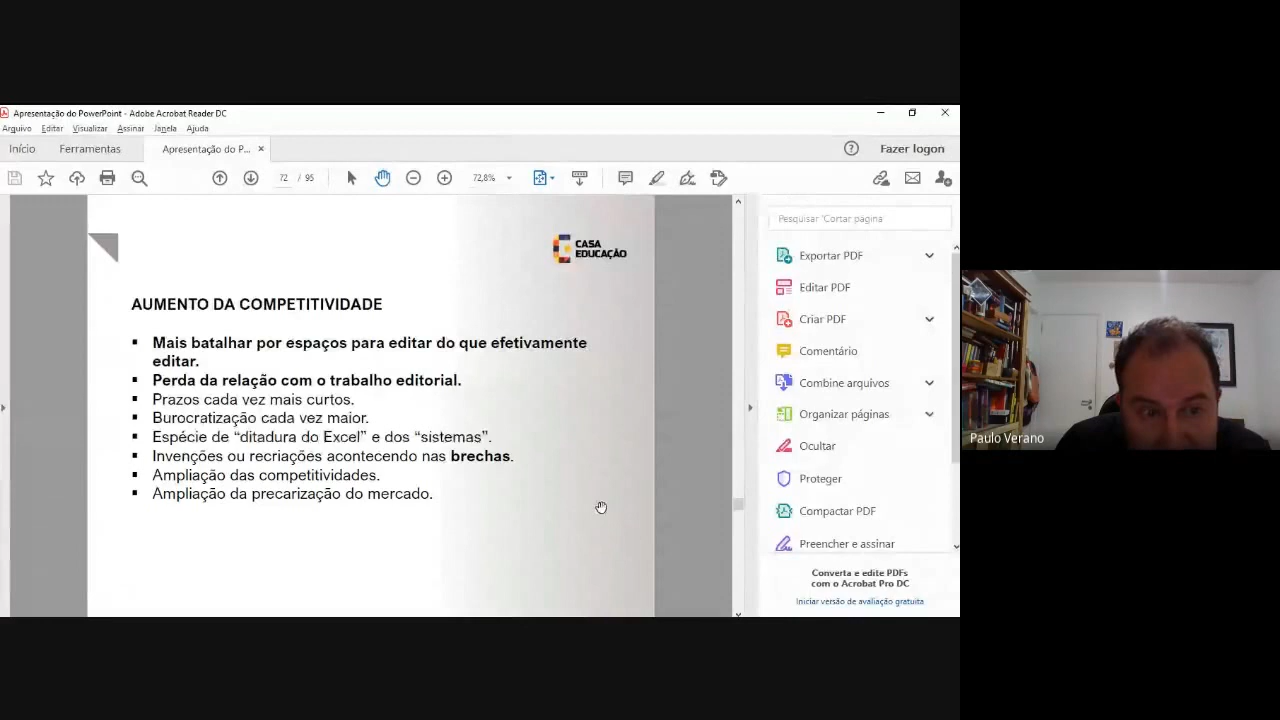 Apresentação do PowerPoint - Adobe Acrobat Reader DC
Arquivo Editar Visualizar Assinar Janela Ajuda
Início Ferramentas Apresentação do P... × Fazer logon
72 / 95 72,8%
CASA
EDUCAÇÃO
AUMENTO DA COMPETITIVIDADE
▪ Mais batalhar por espaços para editar do que efetivamente
editar.
▪ Perda da relação com o trabalho editorial.
▪ Prazos cada vez mais curtos.
▪ Burocratização cada vez maior.
▪ Espécie de “ditadura do Excel” e dos “sistemas”.
▪ Invenções ou recriações acontecendo nas brechas.
▪ Ampliação das competitividades.
▪ Ampliação da precarização do mercado.
Pesquisar 'Cortar página
Exportar PDF
Editar PDF
Criar PDF
Comentário
Combine arquivos
Organizar páginas
Ocultar
Proteger
Compactar PDF
Preencher e assinar
Converta e edite PDFs
com o Acrobat Pro DC
Iniciar versão de avaliação gratuita
Paulo Verano